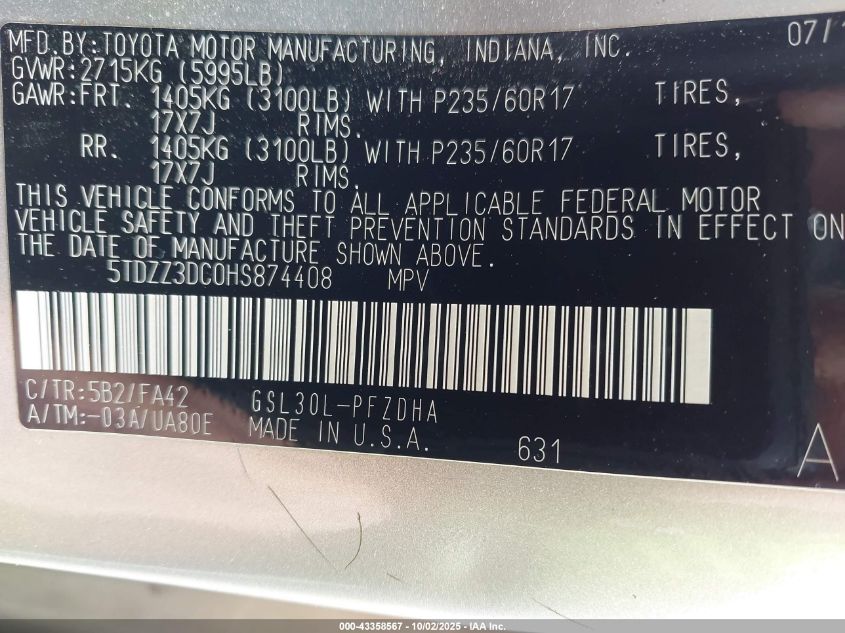 MFD.BY:TOYOTA MOTOR MANUFACTURING, INDIANA, INC. 07/
GVWR:2715KG (5995LB)
GAWR:FRT. 1405KG (3100LB) WITH P235/60R17 TIRES,
17X7J RIMS.
RR. 1405KG (3100LB) WITH P235/60R17 TIRES,
17X7J RIMS.
THIS VEHICLE CONFORMS TO ALL APPLICABLE FEDERAL MOTOR
VEHICLE SAFETY AND THEFT PREVENTION STANDARDS IN EFFECT ON
THE DATE OF MANUFACTURE SHOWN ABOVE.
5TDZZ3DC0HS874408 MPV
C/TR:5B2/FA42 GSL30L-PFZDHA
A/TM:-03A/UA80E MADE IN U.S.A. 631 A
000-43358567 - 10/02/2025 - IAA Inc.